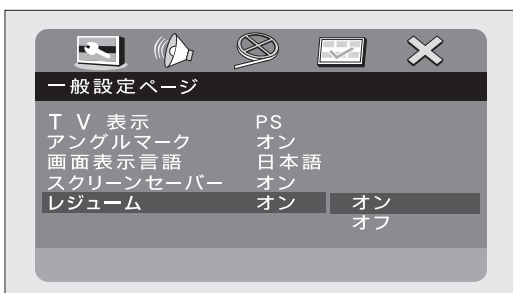 一般設定ページ
TV 表示 PS
アングルマーク オン
画面表示言語 日本語
スクリーンセーバー オン
レジューム オン オン
オフ